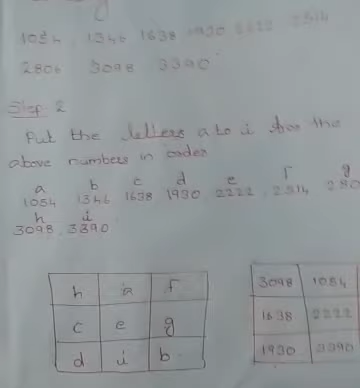 1054 1346 1638 1930 2222 2514
2806 3098 3390
Step 2
Put the letters a to i for the
above numbers in order
a b c d e f g
1054 1346 1638 1930 2222 2514 280
h i
3098 3390
h a f
c e g
d i b
3098 1054
1638 2222
1930 3390